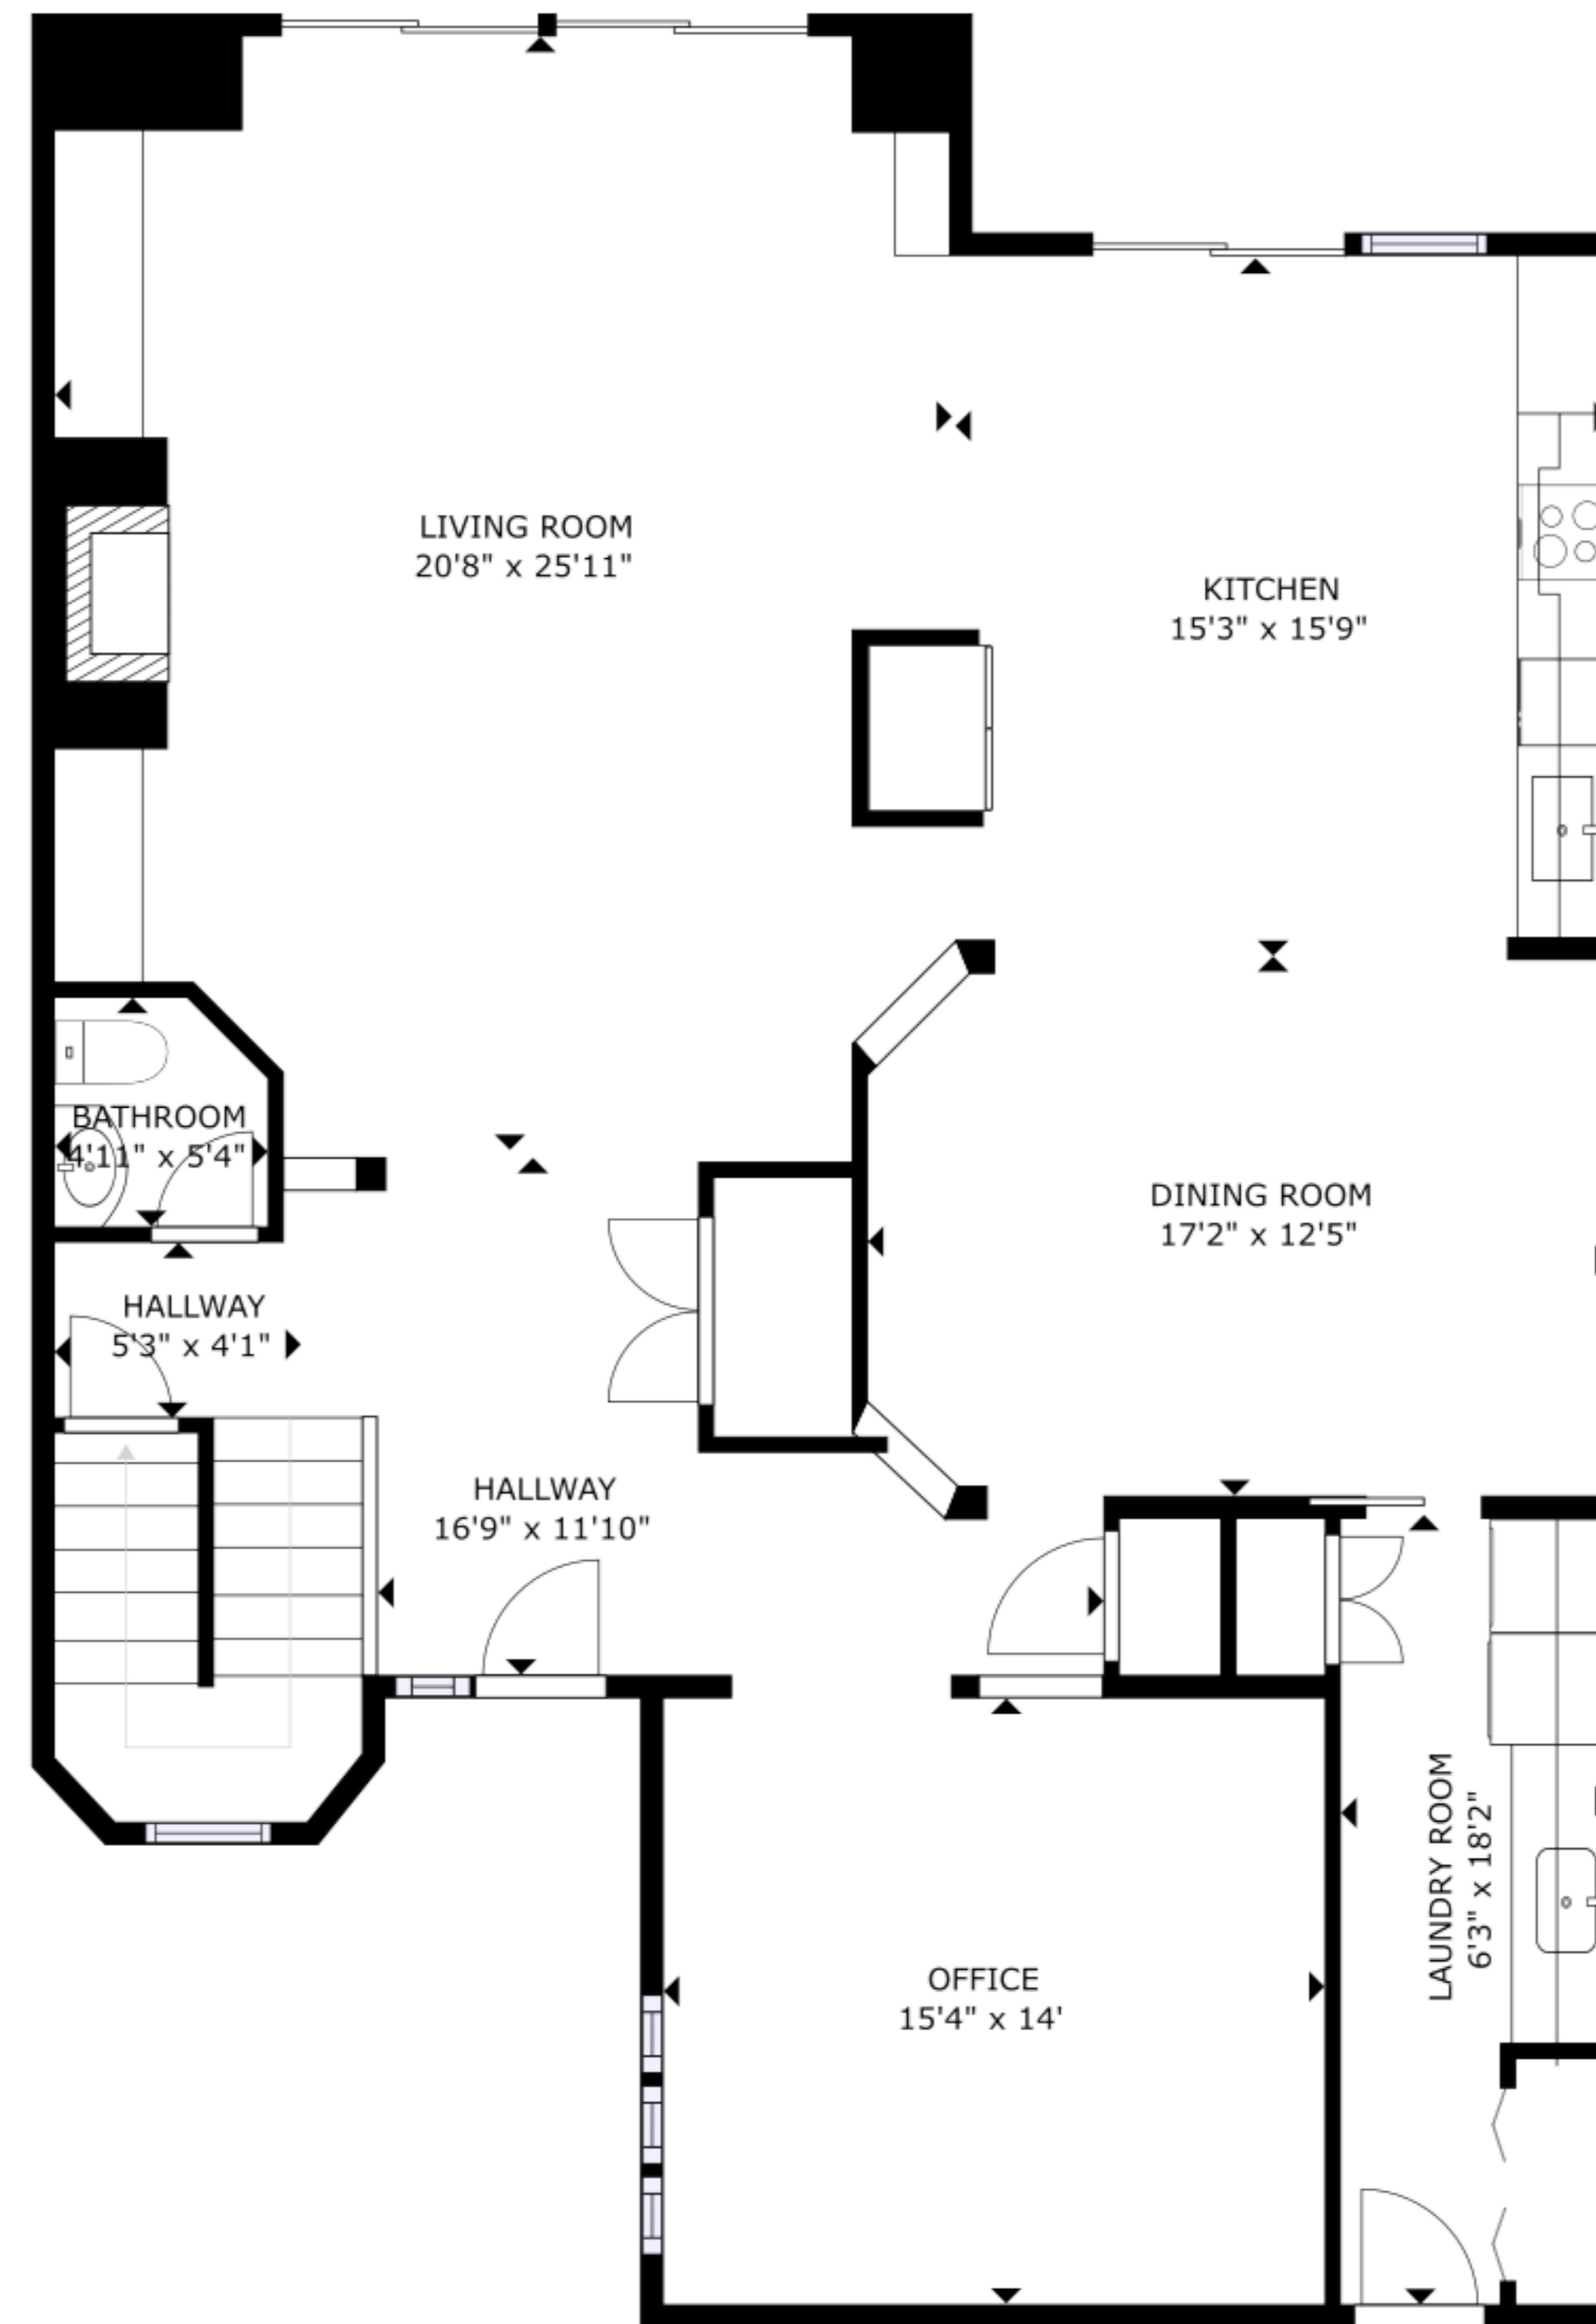 LIVING ROOM
20'8" x 25'11"
KITCHEN
15'3" x 15'9"
BATHROOM
4'11" x 5'4"
DINING ROOM
17'2" x 12'5"
HALLWAY
5'3" x 4'1"
HALLWAY
16'9" x 11'10"
LAUNDRY ROOM
6'3" x 18'2"
OFFICE
15'4" x 14'